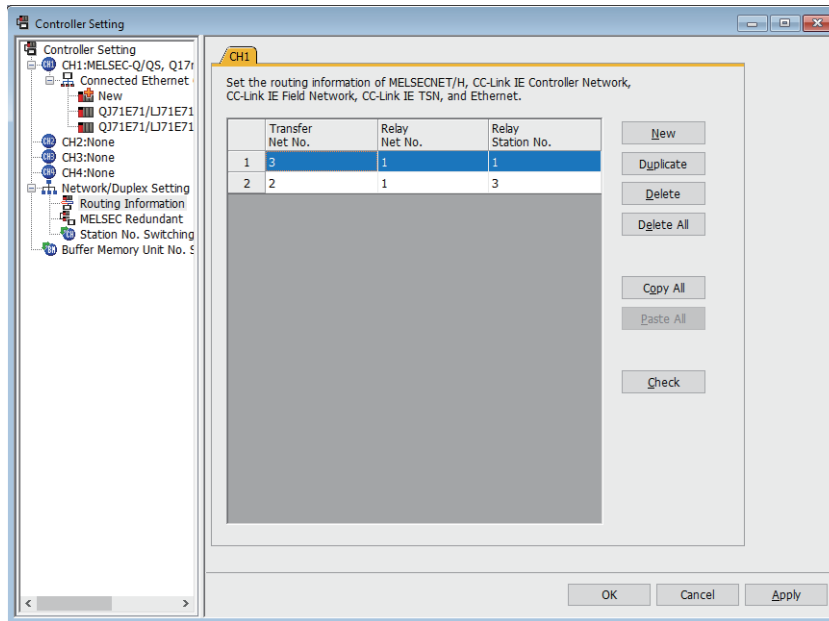 Controller Setting
Controller Setting
CH1:MELSEC-Q/QS, Q17
Connected Ethernet
New
QJ71E71/LJ71E71
QJ71E71/LJ71E71
CH2:None
CH3:None
CH4:None
Network/Duplex Setting
Routing Information
MELSEC Redundant
Station No. Switching
Buffer Memory Unit No. S
CH1
Set the routing information of MELSECNET/H, CC-Link IE Controller Network,
CC-Link IE Field Network, CC-Link IE TSN, and Ethernet.
Transfer Net No. Relay Net No. Relay Station No.
1 3 1 1
2 2 1 3
New
Duplicate
Delete
Delete All
Copy All
Paste All
Check
OK Cancel Apply